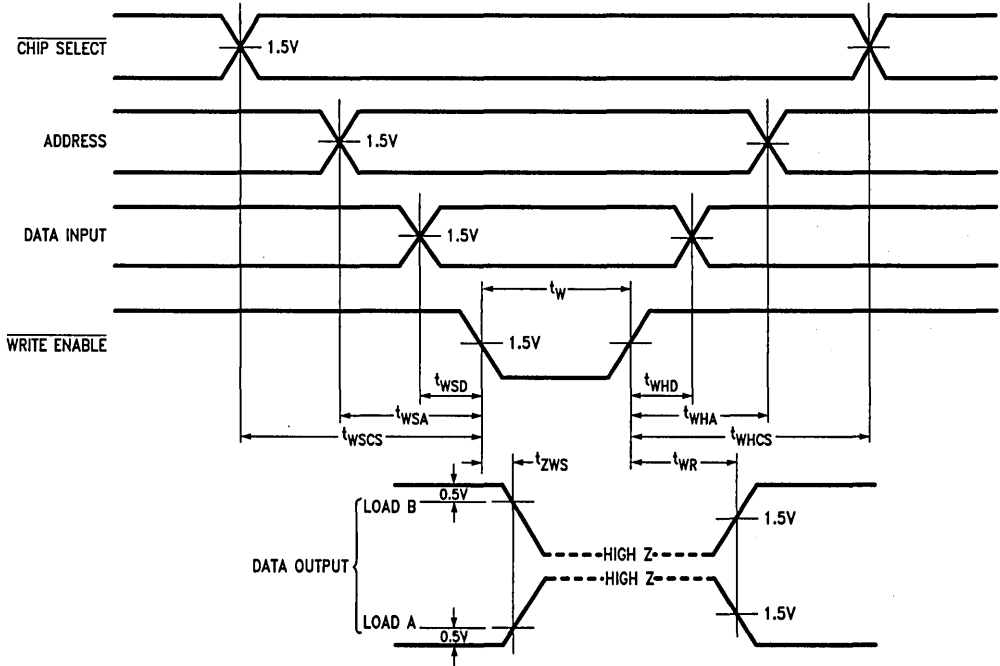 CHIP SELECT
1.5V
ADDRESS
1.5V
DATA INPUT
1.5V
tW
WRITE ENABLE
1.5V
tWSD
tWHD
tWSA
tWHA
tWSCS
tWHCS
tZWS
tWR
0.5V
LOAD B
1.5V
HIGH Z
DATA OUTPUT
HIGH Z
LOAD A
1.5V
0.5V